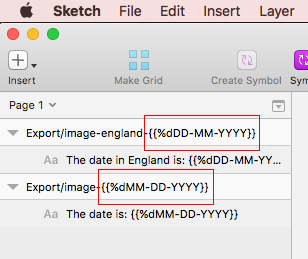 Sketch File Edit Insert Layer
Insert
Make Grid
Create Symbol
Page 1
Export/image-england-{{%dDD-MM-YYYY}}
Aa The date in England is: {{%dDD-MM-YY...
Export/image-{{%dMM-DD-YYYY}}
Aa The date is: {{%dMM-DD-YYYY}}